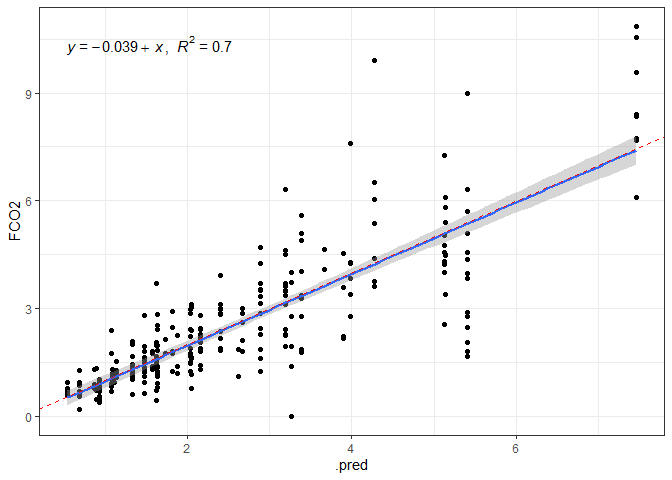 y = −0.039 + x, R² = 0.7
9
6
3
0
FCO2
2
4
6
.pred